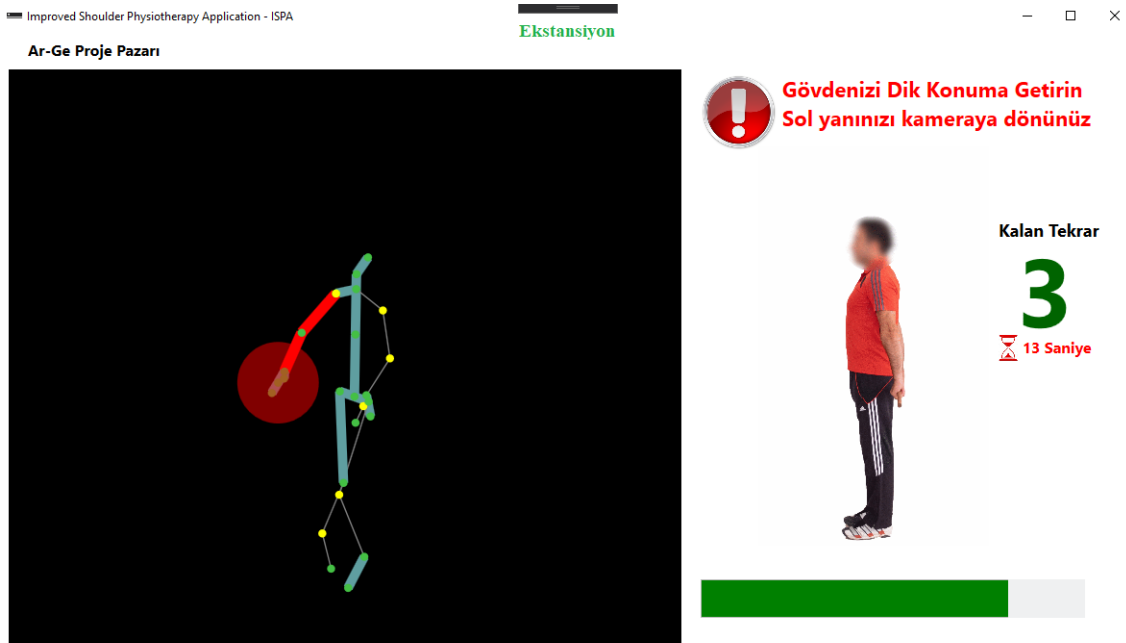 Improved Shoulder Physiotherapy Application - ISPA
Ekstansiyon
Ar-Ge Proje Pazarı
Gövdenizi Dik Konuma Getirin
Sol yanınızı kameraya dönünüz
Kalan Tekrar
3
13 Saniye